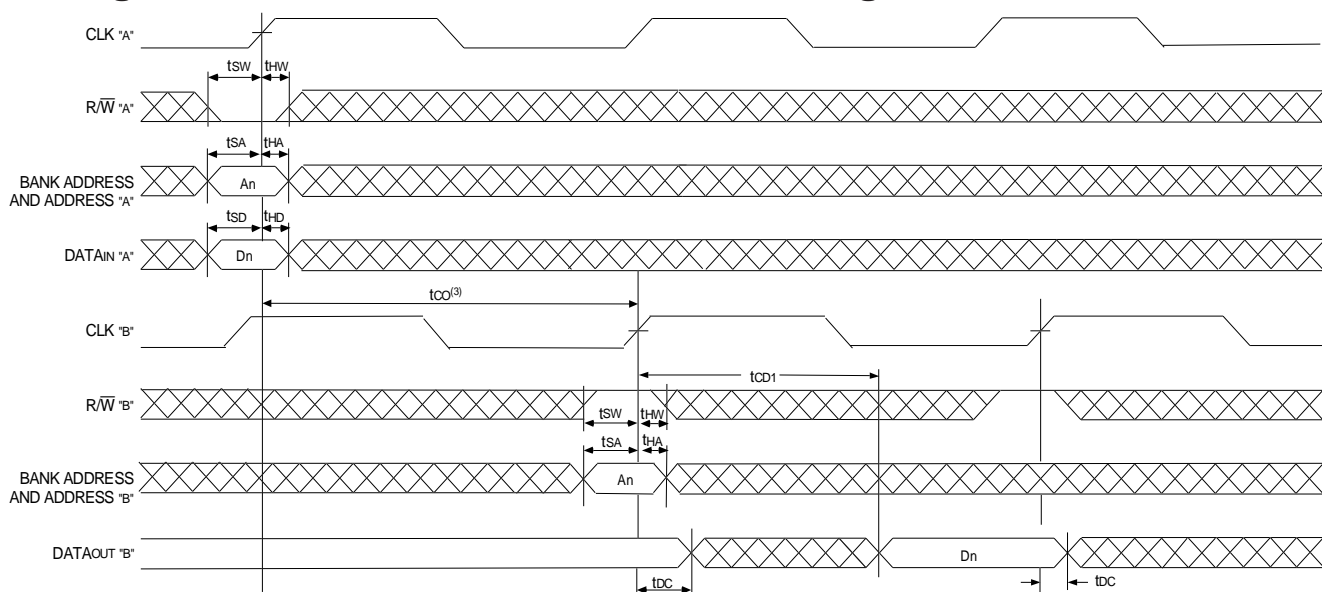 CLK "A"
tSW tHW
R/W̅ "A"
tSA tHA
BANK ADDRESS
AND ADDRESS "A"
An
tSD tHD
DATAIN "A"
Dn
tCO(3)
CLK "B"
tCD1
R/W̅ "B"
tSW tHW
tSA tHA
BANK ADDRESS
AND ADDRESS "B"
An
DATAOUT "B"
Dn
tDC tDC